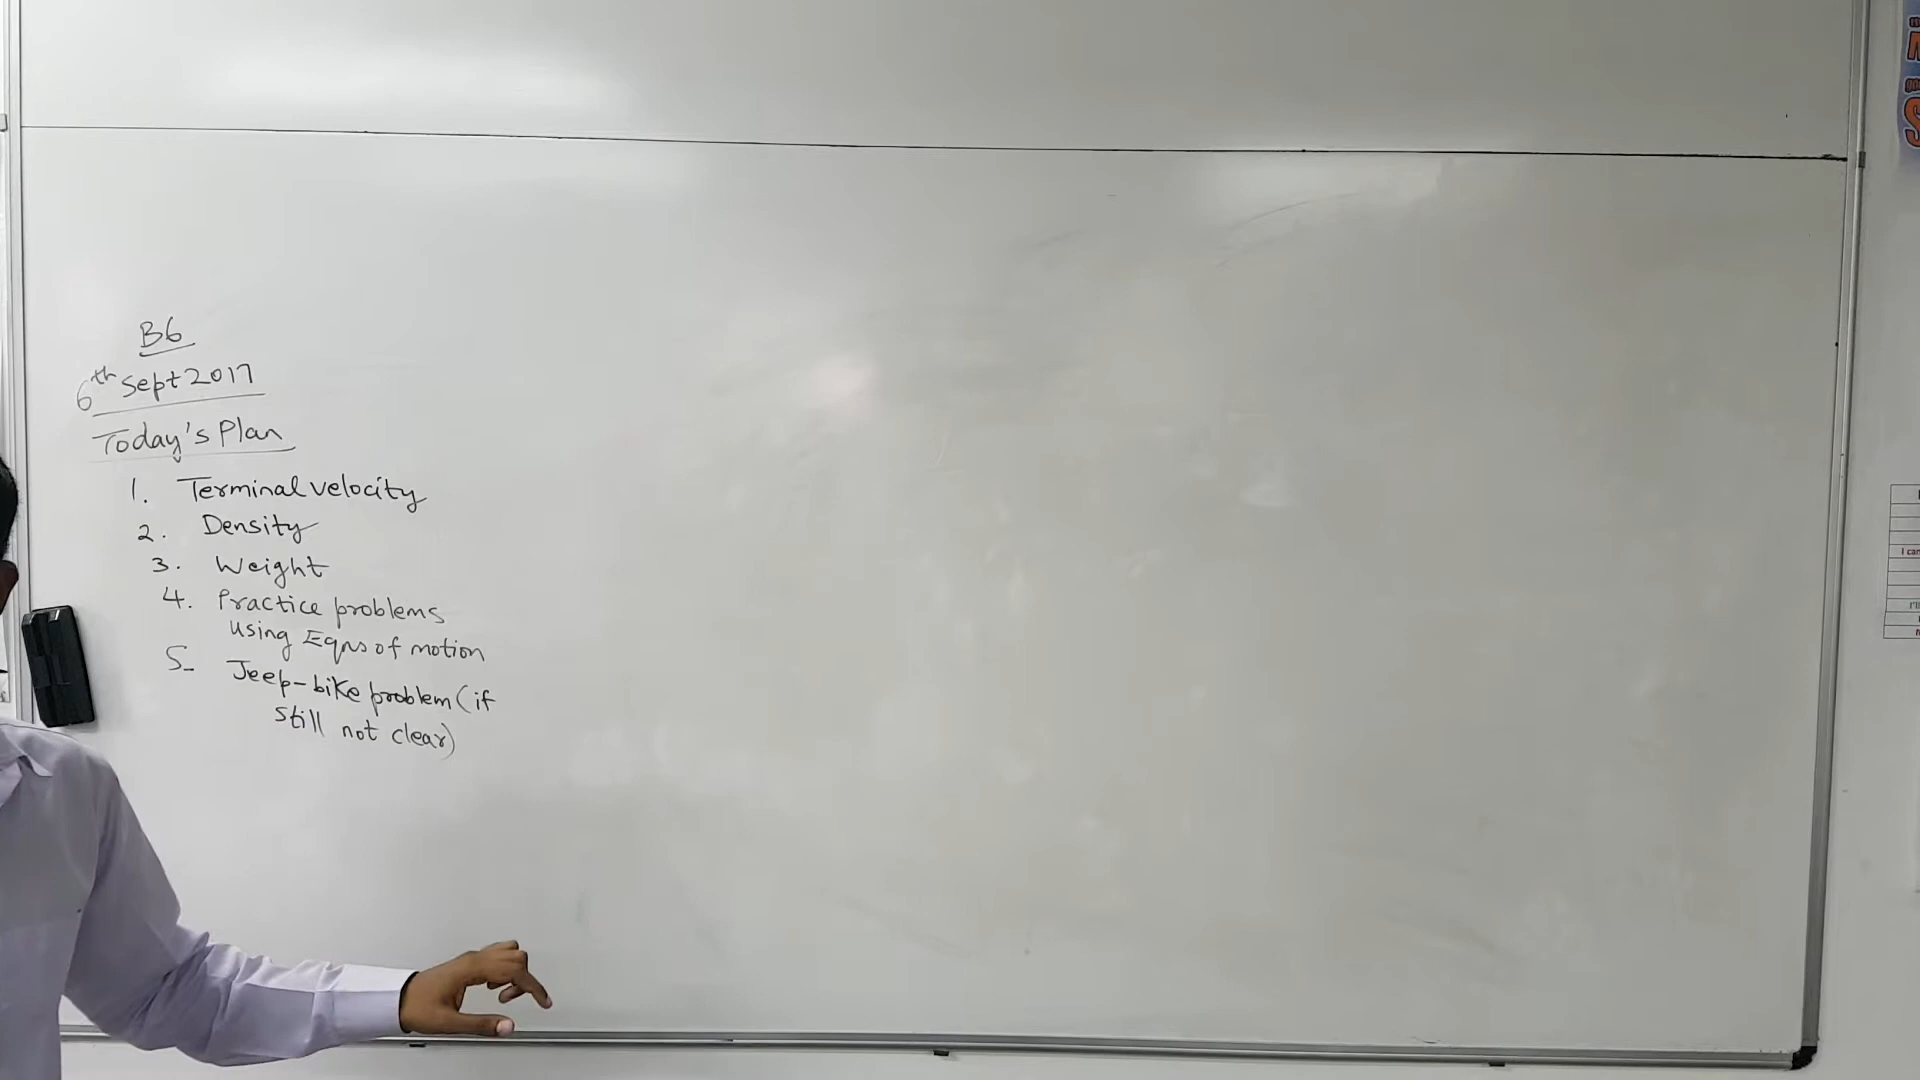 B6
6th Sept 2017
Today's Plan
1. Terminal velocity
2. Density
3. Weight
4. Practice problems
using Eqns of motion
5- Jeep-bike problem (if
still not clear)
I can